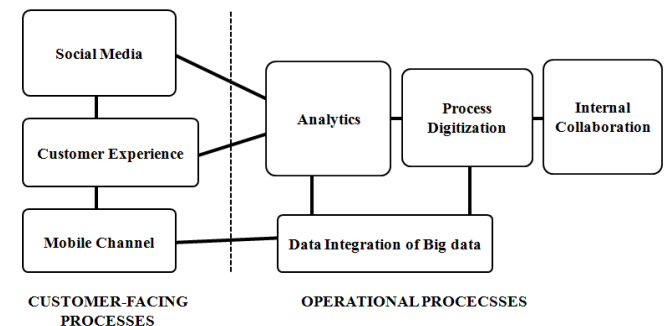 Social Media
Customer Experience
Mobile Channel
Analytics
Process
Digitization
Internal
Collaboration
Data Integration of Big data
CUSTOMER-FACING
PROCESSES
OPERATIONAL PROCECSSES